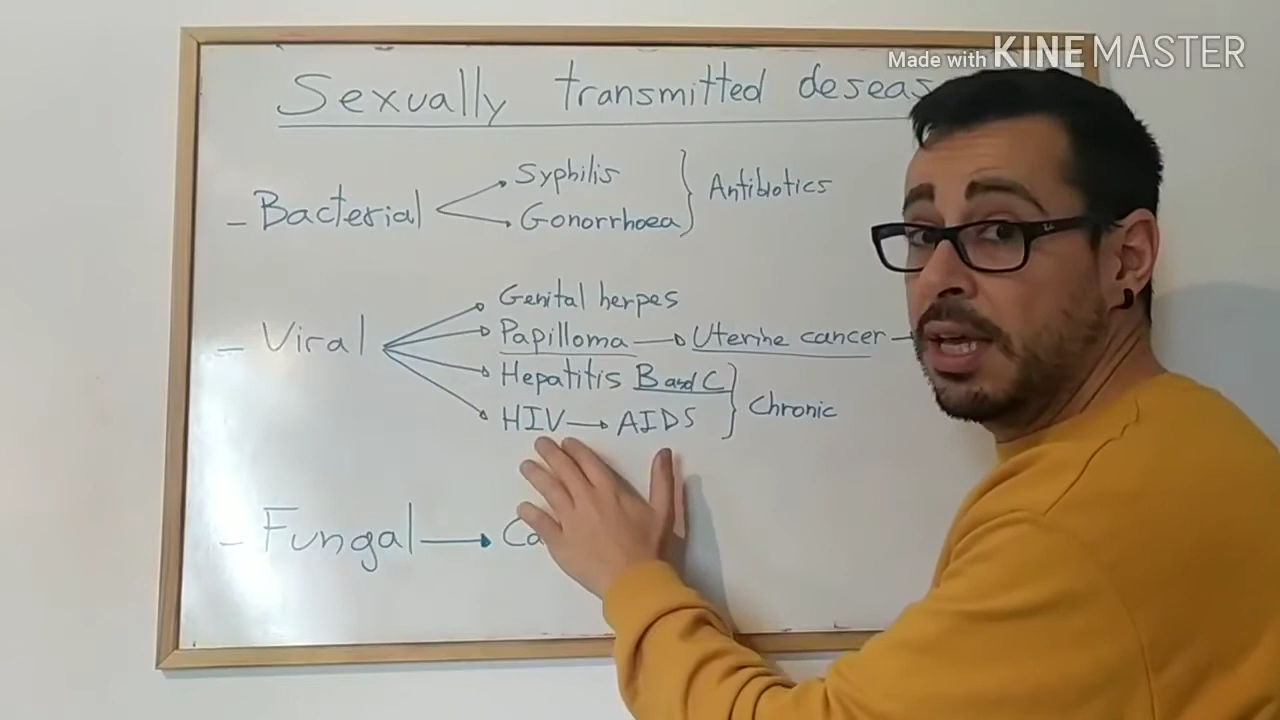 Made with KINEMASTER
Sexually transmitted deseas
- Bacterial
Syphilis
Gonorrhoea
Antibiotics
- Viral
Genital herpes
Papilloma
Uterine cancer
Hepatitis B and C
HIV → AIDS
Chronic
- Fungal → Ca